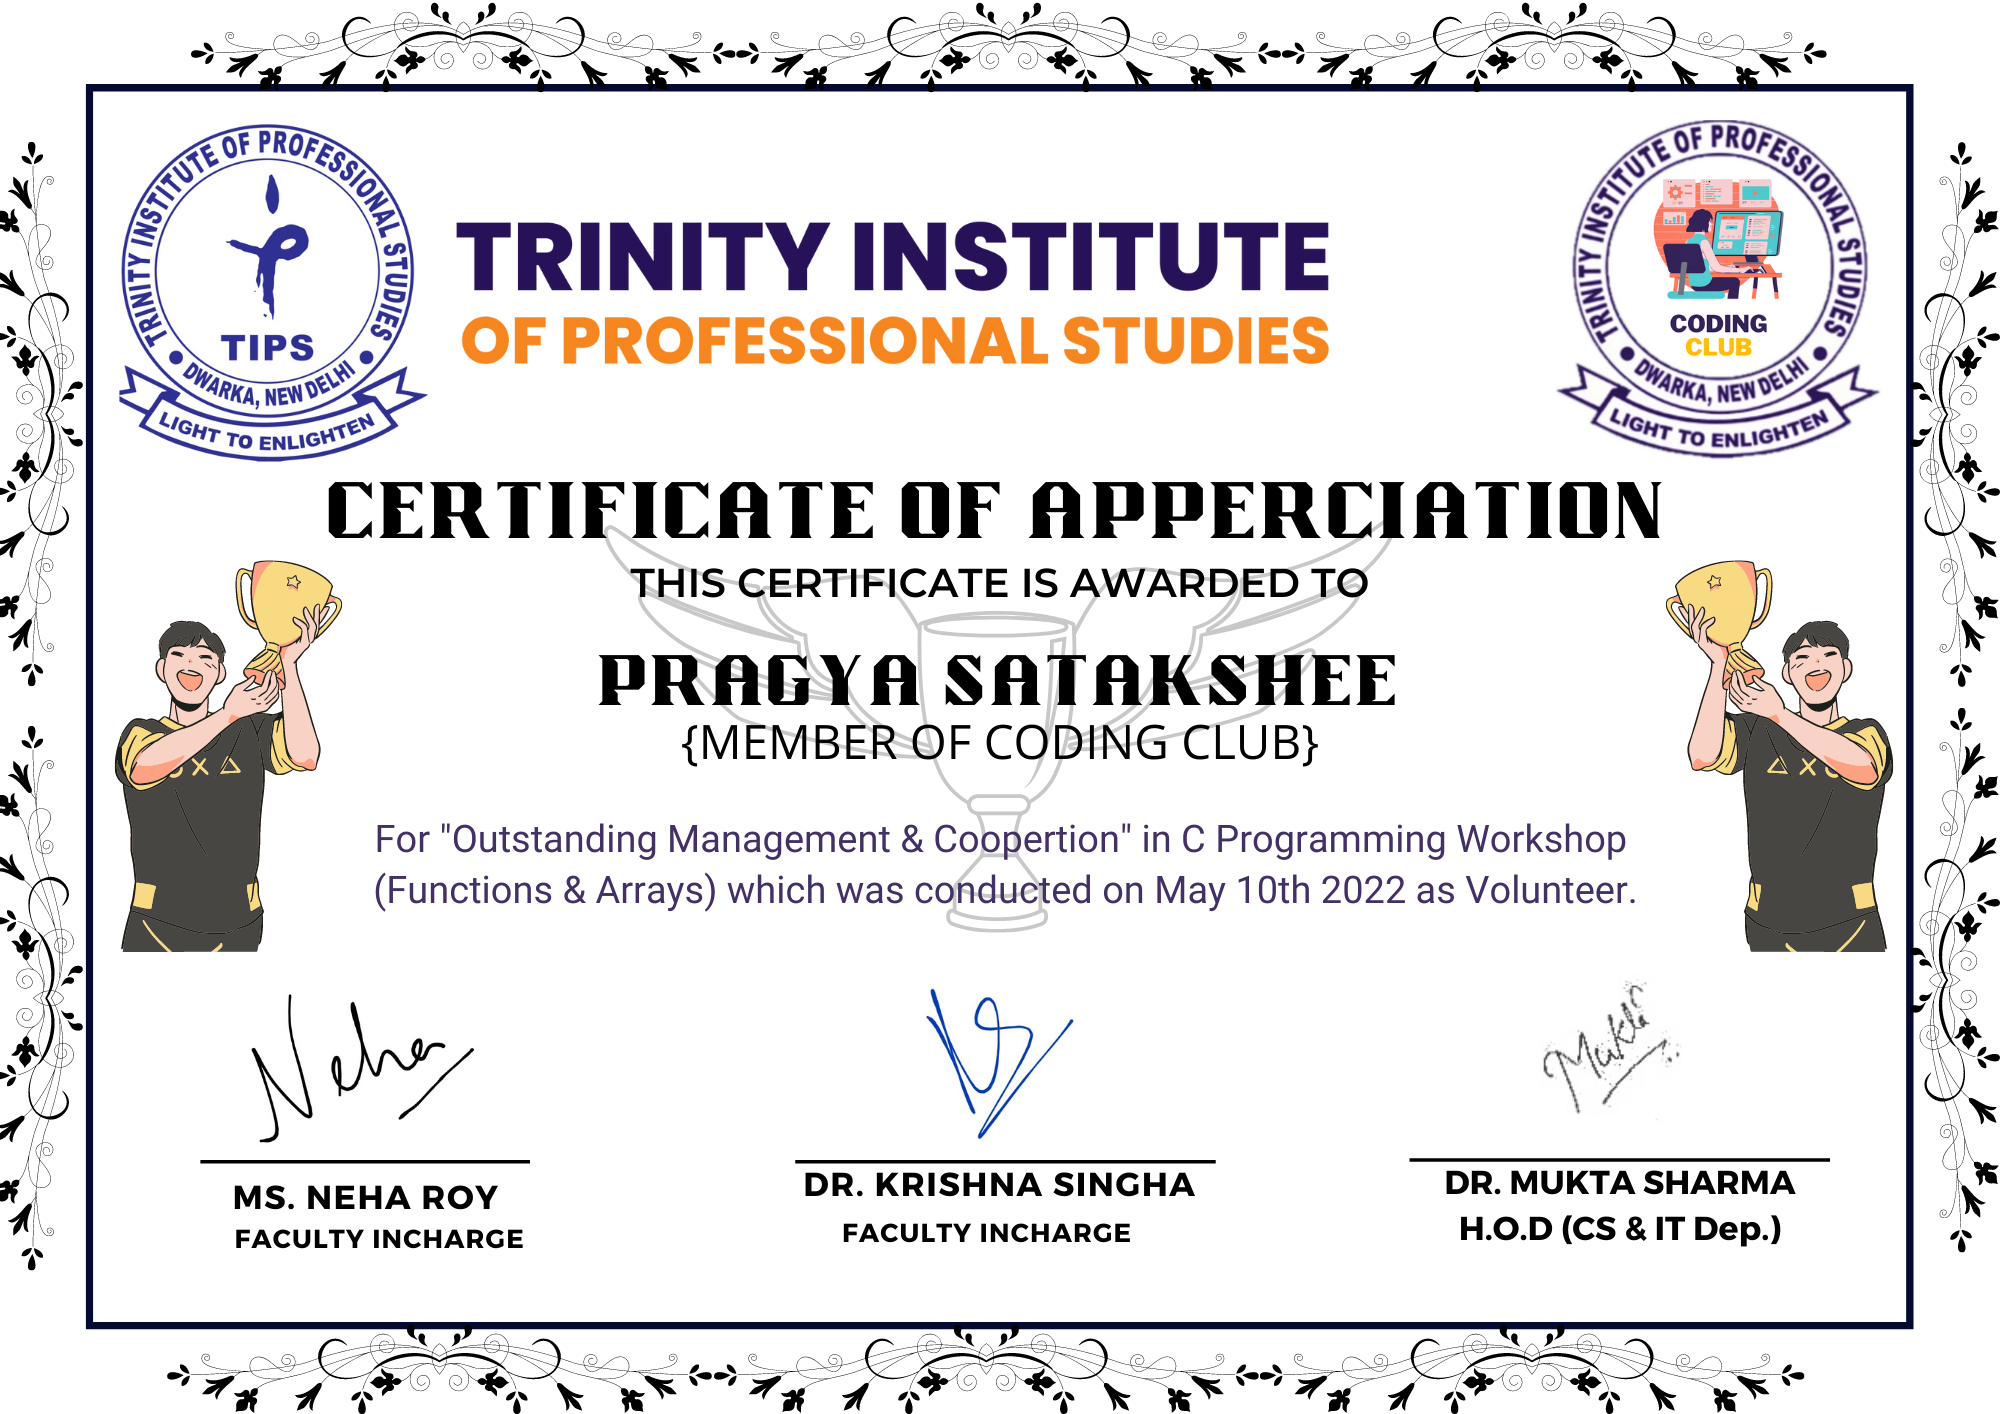 TRINITY INSTITUTE OF PROFESSIONAL STUDIES
TIPS
• DWARKA, NEW DELHI •
LIGHT TO ENLIGHTEN
TRINITY INSTITUTE
OF PROFESSIONAL STUDIES
TRINITY INSTITUTE OF PROFESSIONAL STUDIES
CODING
CLUB
• DWARKA, NEW DELHI •
LIGHT TO ENLIGHTEN
CERTIFICATE OF APPERCIATION
THIS CERTIFICATE IS AWARDED TO
PRAGYA SATAKSHEE
{MEMBER OF CODING CLUB}
For "Outstanding Management & Coopertion" in C Programming Workshop
(Functions & Arrays) which was conducted on May 10th 2022 as Volunteer.
Neha
Mukta
MS. NEHA ROY
FACULTY INCHARGE
DR. KRISHNA SINGHA
FACULTY INCHARGE
DR. MUKTA SHARMA
H.O.D (CS & IT Dep.)